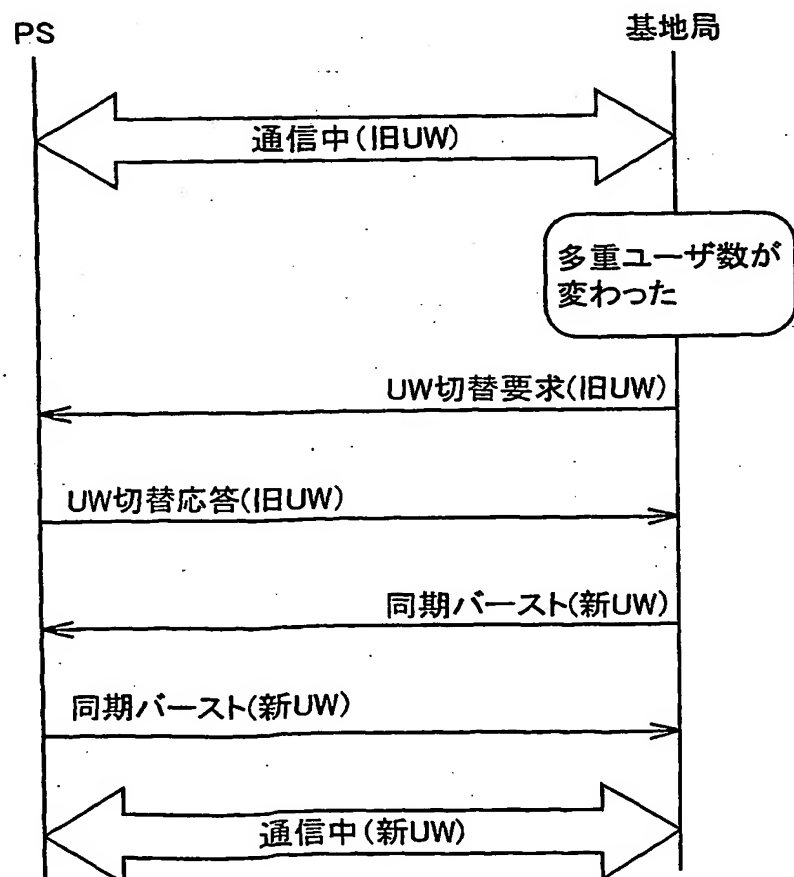 PS
基地局
通信中(旧UW)
多重ユーザ数が
変わった
UW切替要求(旧UW)
UW切替応答(旧UW)
同期バースト(新UW)
同期バースト(新UW)
通信中(新UW)